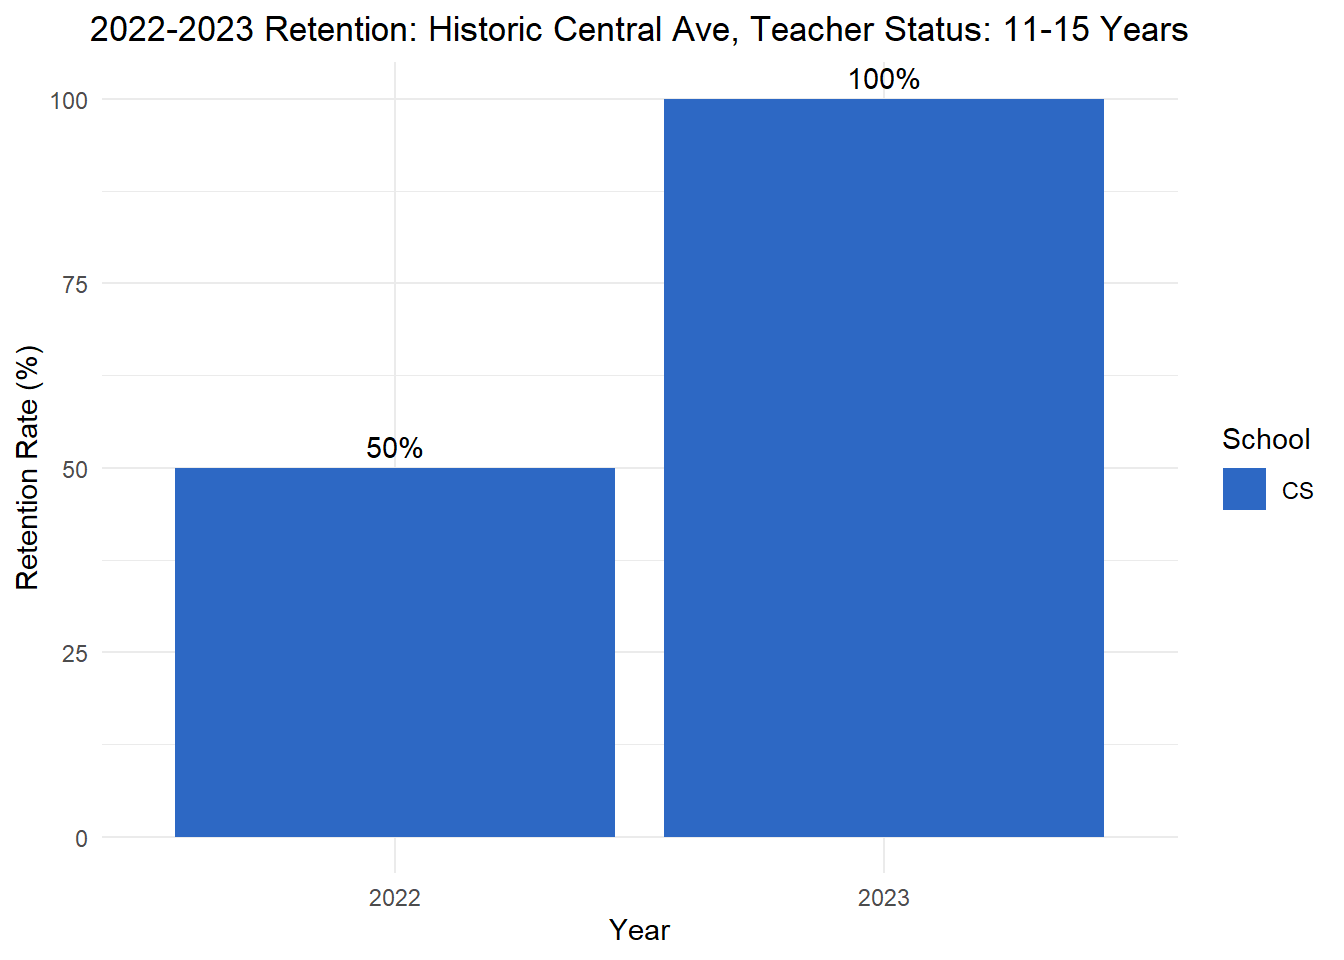 2022-2023 Retention: Historic Central Ave, Teacher Status: 11-15 Years
100%
100
75
50%
50
25
0
Retention Rate (%)
2022
2023
Year
School
CS